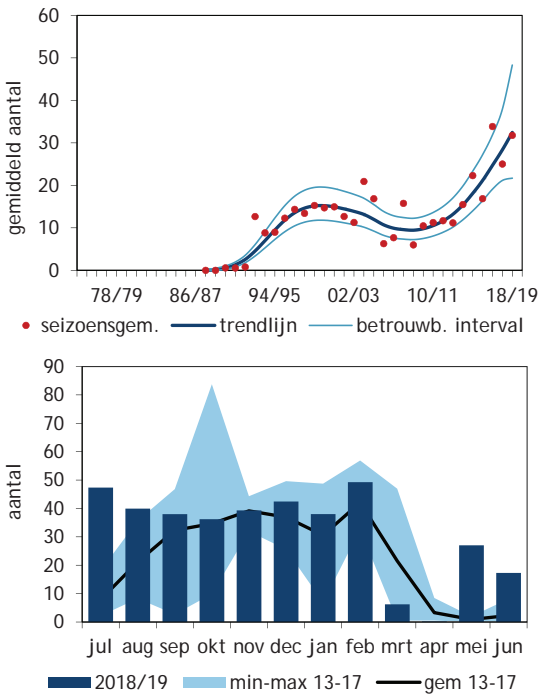 gemiddeld aantal
60
50
40
30
20
10
0
78/79 86/87 94/95 02/03 10/11 18/19
seizoensgem. trendlijn betrouwb. interval
aantal
90
80
70
60
50
40
30
20
10
0
jul aug sep okt nov dec jan feb mrt apr mei jun
2018/19 min-max 13-17 gem 13-17